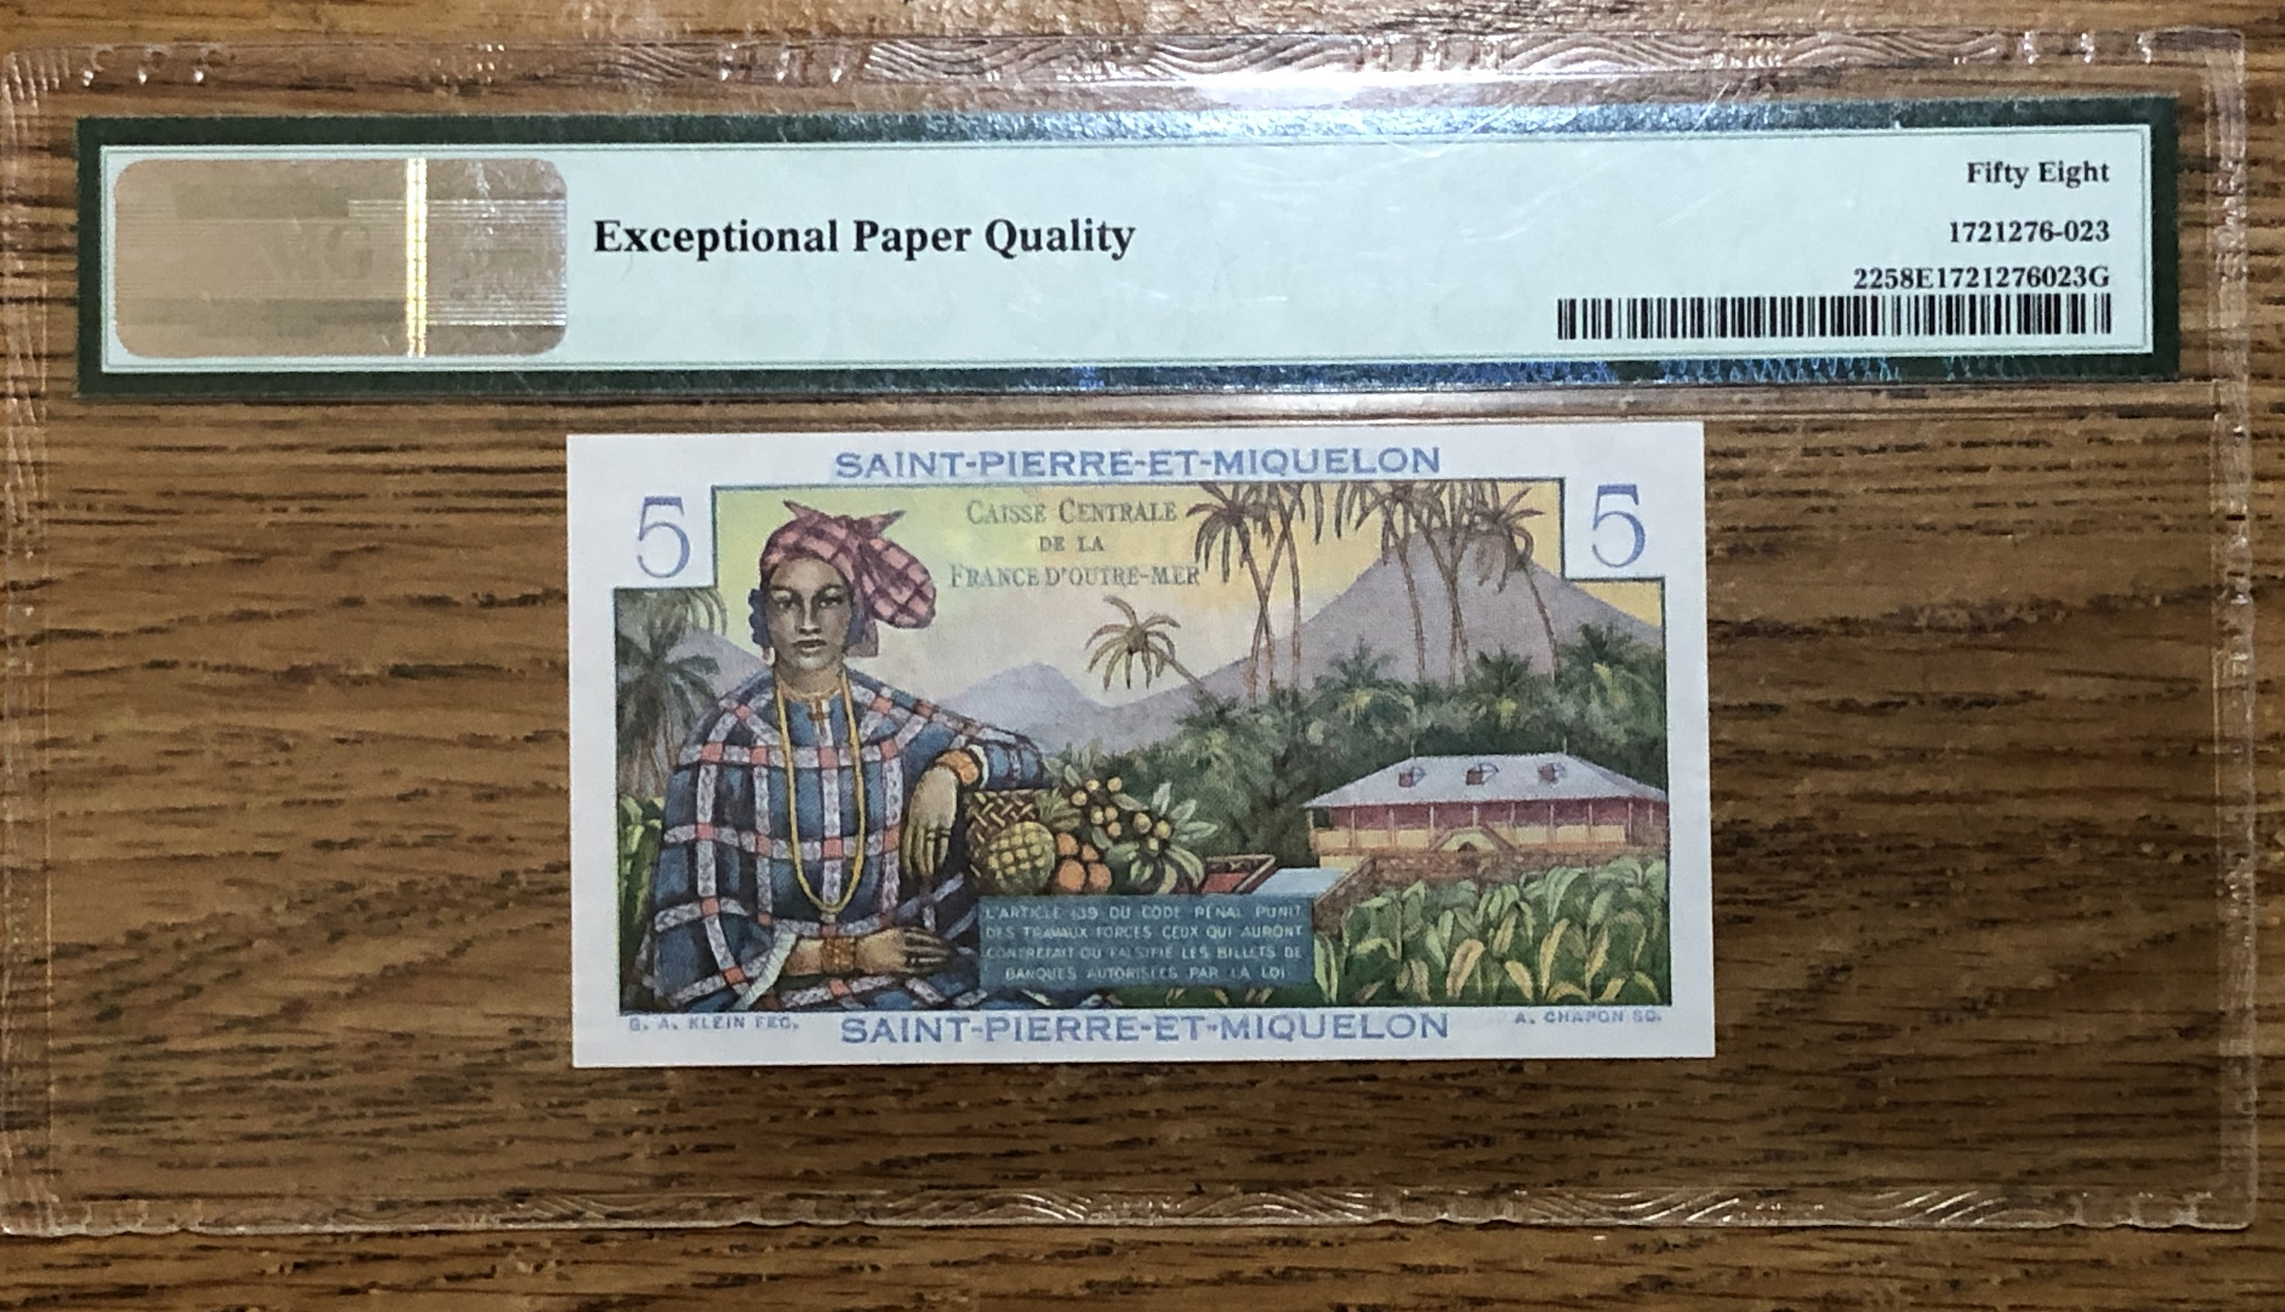 Exceptional Paper Quality
Fifty Eight
1721276-023
2258E1721276023G
SAINT-PIERRE-ET-MIQUELON
5
5
CAISSE CENTRALE
DE LA
FRANCE D'OUTRE-MER
L'ARTICLE 139 DU CODE PÉNAL PUNIT
DES TRAVAUX FORCÉS CEUX QUI AURONT
CONTREFAIT OU FALSIFIÉ LES BILLETS DE
BANQUES AUTORISÉES PAR LA LOI
G. A. KLEIN FEC.
SAINT-PIERRE-ET-MIQUELON
A. CHAPON SC.